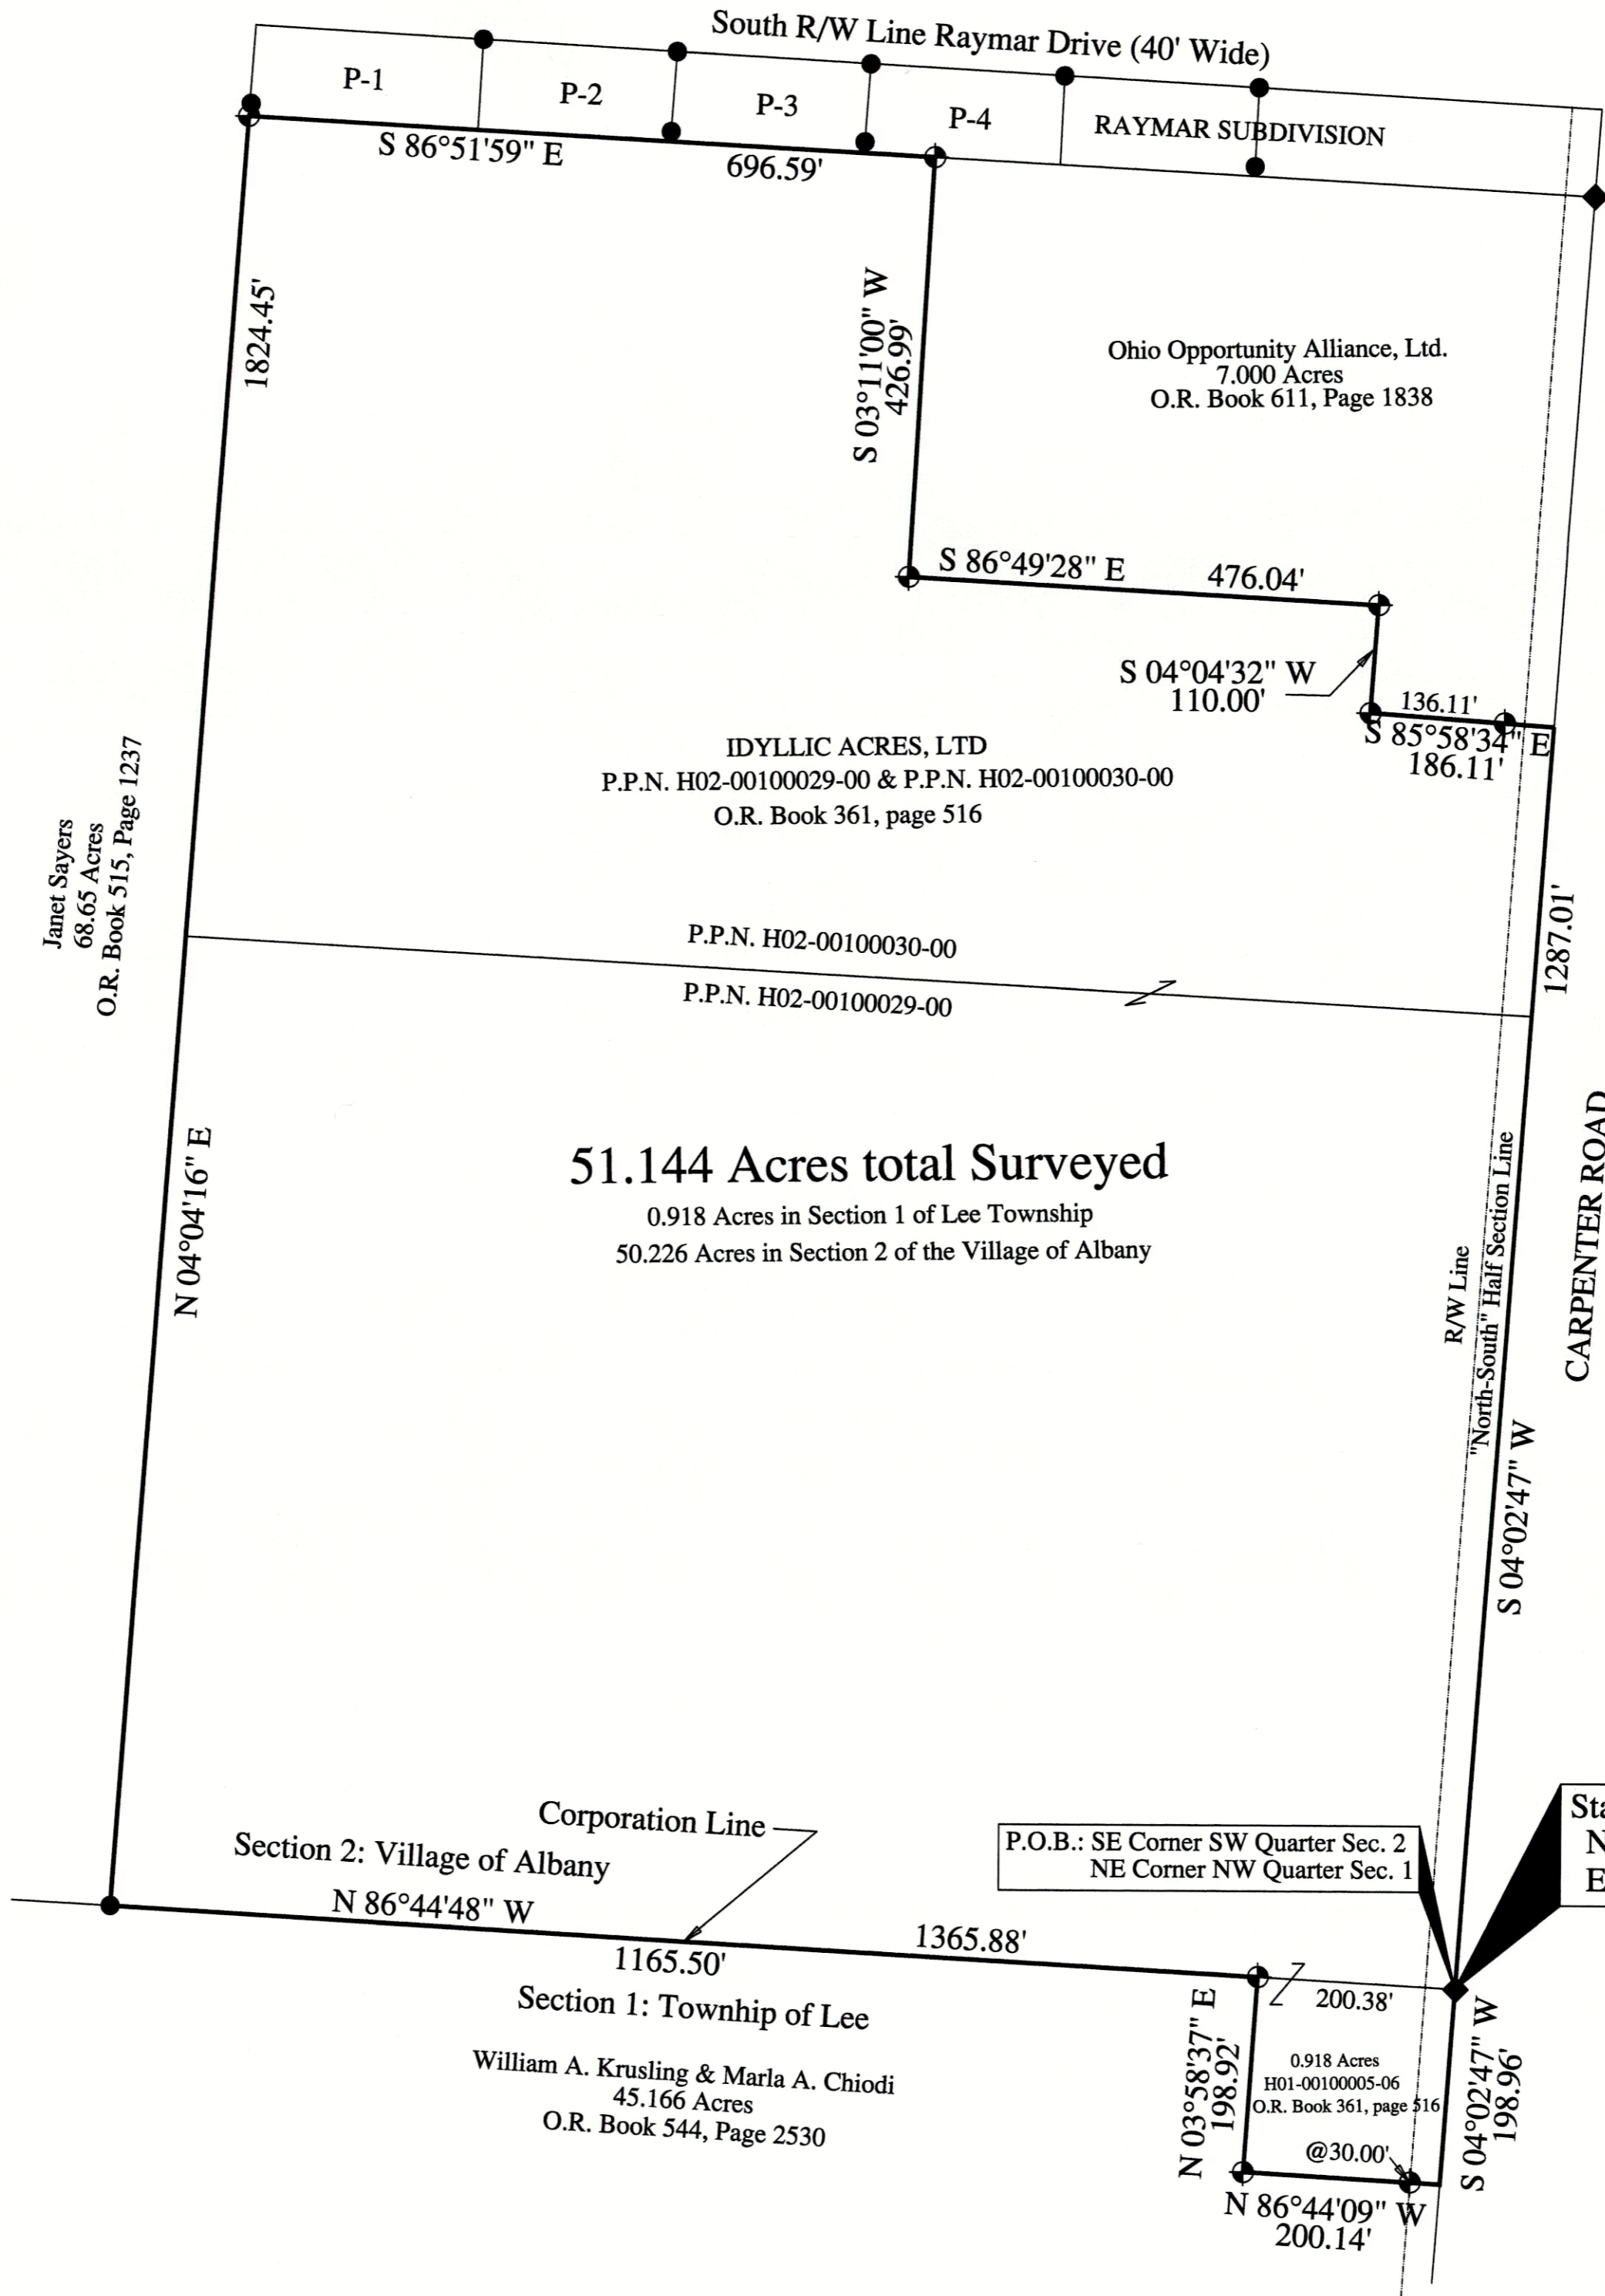 South R/W Line Raymar Drive (40' Wide)
P-1
P-2
P-3
P-4
RAYMAR SUBDIVISION
S 86°51'59" E
696.59'
1824.45'
S 03°11'00" W
426.99'
Ohio Opportunity Alliance, Ltd.
7.000 Acres
O.R. Book 611, Page 1838
S 86°49'28" E
476.04'
S 04°04'32" W
110.00'
136.11'
S 85°58'34" E
186.11'
IDYLLIC ACRES, LTD
P.P.N. H02-00100029-00 & P.P.N. H02-00100030-00
O.R. Book 361, page 516
Janet Sayers
68.65 Acres
O.R. Book 515, Page 1237
1287.01'
P.P.N. H02-00100030-00
P.P.N. H02-00100029-00
N 04°04'16" E
51.144 Acres total Surveyed
0.918 Acres in Section 1 of Lee Township
50.226 Acres in Section 2 of the Village of Albany
R/W Line
"North-South" Half Section Line
CARPENTER ROAD
S 04°02'47" W
Corporation Line
Section 2: Village of Albany
P.O.B.: SE Corner SW Quarter Sec. 2
NE Corner NW Quarter Sec. 1
Sta
N
E
N 86°44'48" W
1365.88'
1165.50'
Section 1: Townhip of Lee
200.38'
William A. Krusling & Marla A. Chiodi
45.166 Acres
O.R. Book 544, Page 2530
N 03°58'37" E
198.92'
0.918 Acres
H01-00100005-06
O.R. Book 361, page 516
@30.00'
S 04°02'47" W
198.96'
N 86°44'09" W
200.14'